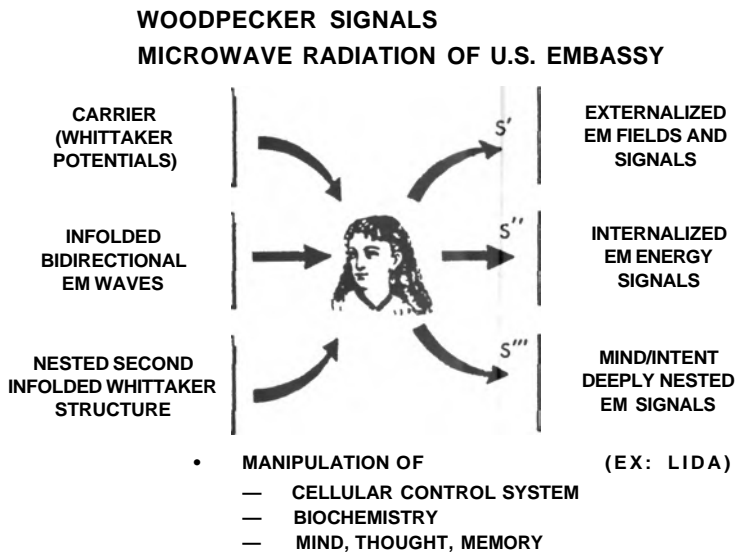 WOODPECKER SIGNALS
MICROWAVE RADIATION OF U.S. EMBASSY
CARRIER
(WHITTAKER
POTENTIALS)
S′
EXTERNALIZED
EM FIELDS AND
SIGNALS
INFOLDED
BIDIRECTIONAL
EM WAVES
S″
INTERNALIZED
EM ENERGY
SIGNALS
NESTED SECOND
INFOLDED WHITTAKER
STRUCTURE
S‴
MIND/INTENT
DEEPLY NESTED
EM SIGNALS
• MANIPULATION OF (EX: LIDA)
— CELLULAR CONTROL SYSTEM
— BIOCHEMISTRY
— MIND, THOUGHT, MEMORY